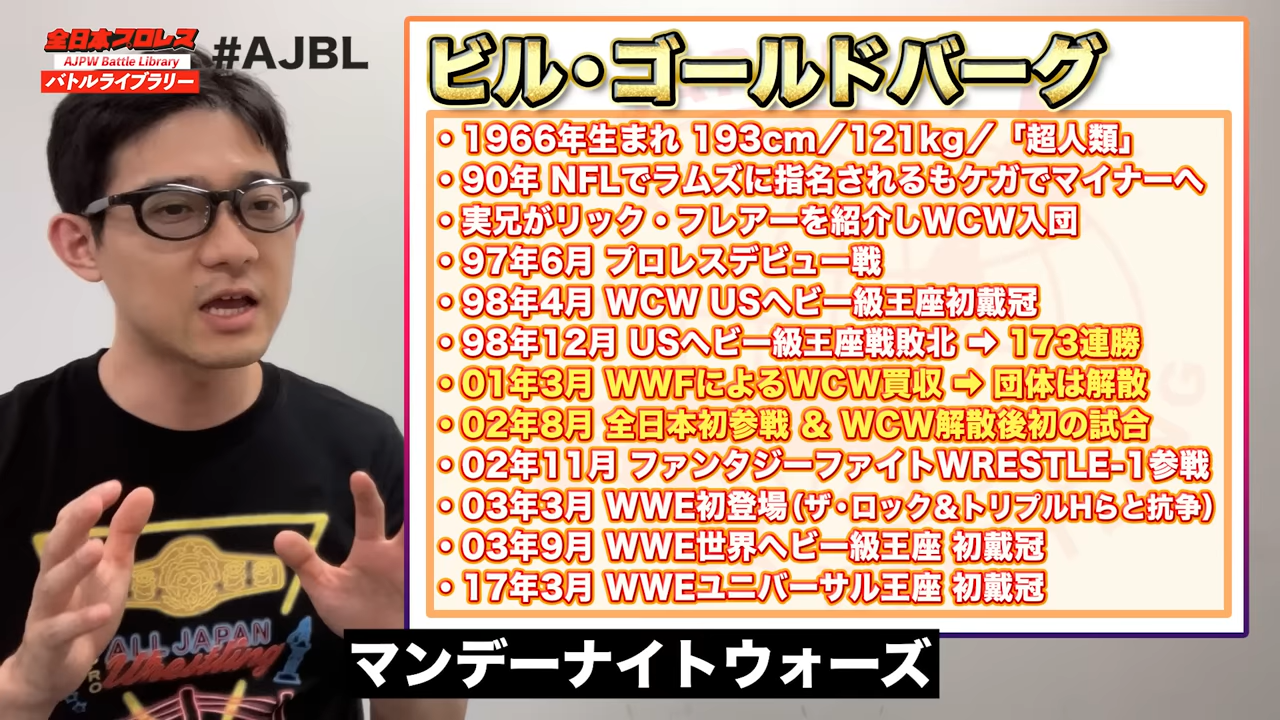 全日本プロレス
AJPW Battle Library
バトルライブラリー
#AJBL
ビル・ゴールドバーグ
・1966年生まれ 193cm／121kg／「超人類」
・90年 NFLでラムズに指名されるもケガでマイナーへ
・実兄がリック・フレアーを紹介しWCW入団
・97年6月 プロレスデビュー戦
・98年4月 WCW USヘビー級王座初戴冠
・98年12月 USヘビー級王座戦敗北 ➡ 173連勝
・01年3月 WWFによるWCW買収 ➡ 団体は解散
・02年8月 全日本初参戦 & WCW解散後初の試合
・02年11月 ファンタジーファイトWRESTLE-1参戦
・03年3月 WWE初登場（ザ・ロック&トリプルHらと抗争）
・03年9月 WWE世界ヘビー級王座 初戴冠
・17年3月 WWEユニバーサル王座 初戴冠
ALL JAPAN
Wrestling
マンデーナイトウォーズ